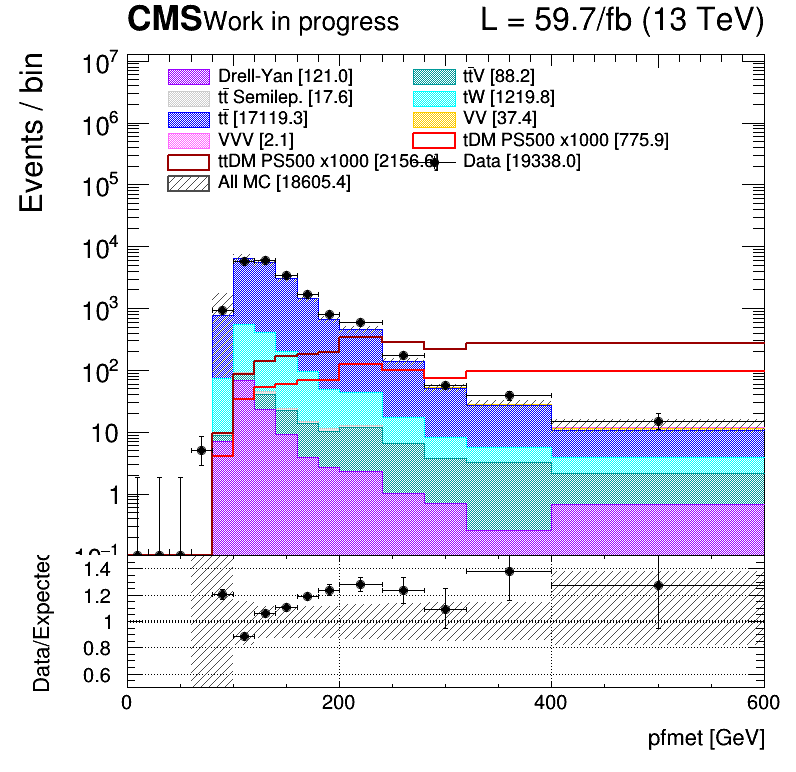 CMS Work in progress L = 59.7/fb (13 TeV)
Events / bin
10⁷
10⁶
10⁵
10⁴
10³
10²
10
1
10⁻¹
Drell-Yan [121.0] tt̄V [88.2]
tt̄ Semilep. [17.6] tW [1219.8]
tt̄ [17119.3] VV [37.4]
VVV [2.1] tDM PS500 x1000 [775.9]
ttDM PS500 x1000 [2156.6] Data [19338.0]
All MC [18605.4]
Data/Expected
1.4
1.2
1
0.8
0.6
0 200 400 600
pfmet [GeV]